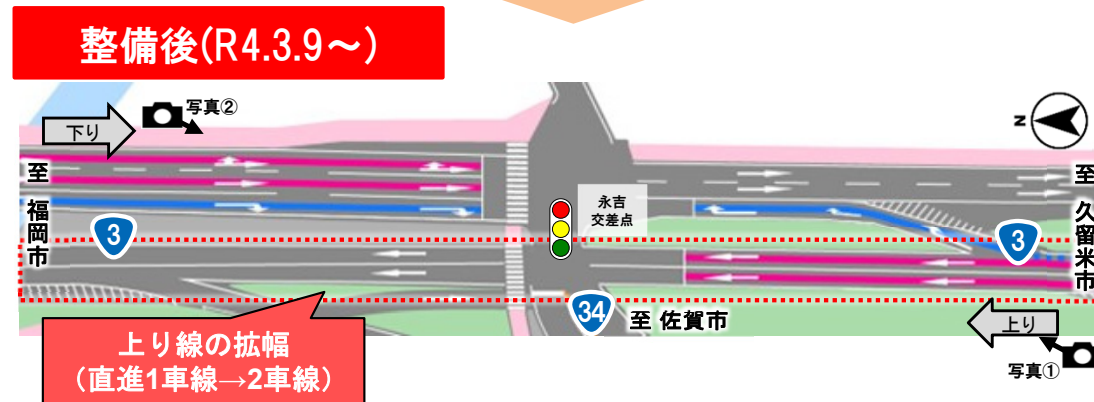 整備後(R4.3.9～)
下り
写真②
N
至
福
岡
市
3
永吉
交差点
至
久
留
米
市
3
34
至 佐賀市
上り
写真①
上り線の拡幅
（直進1車線→2車線）